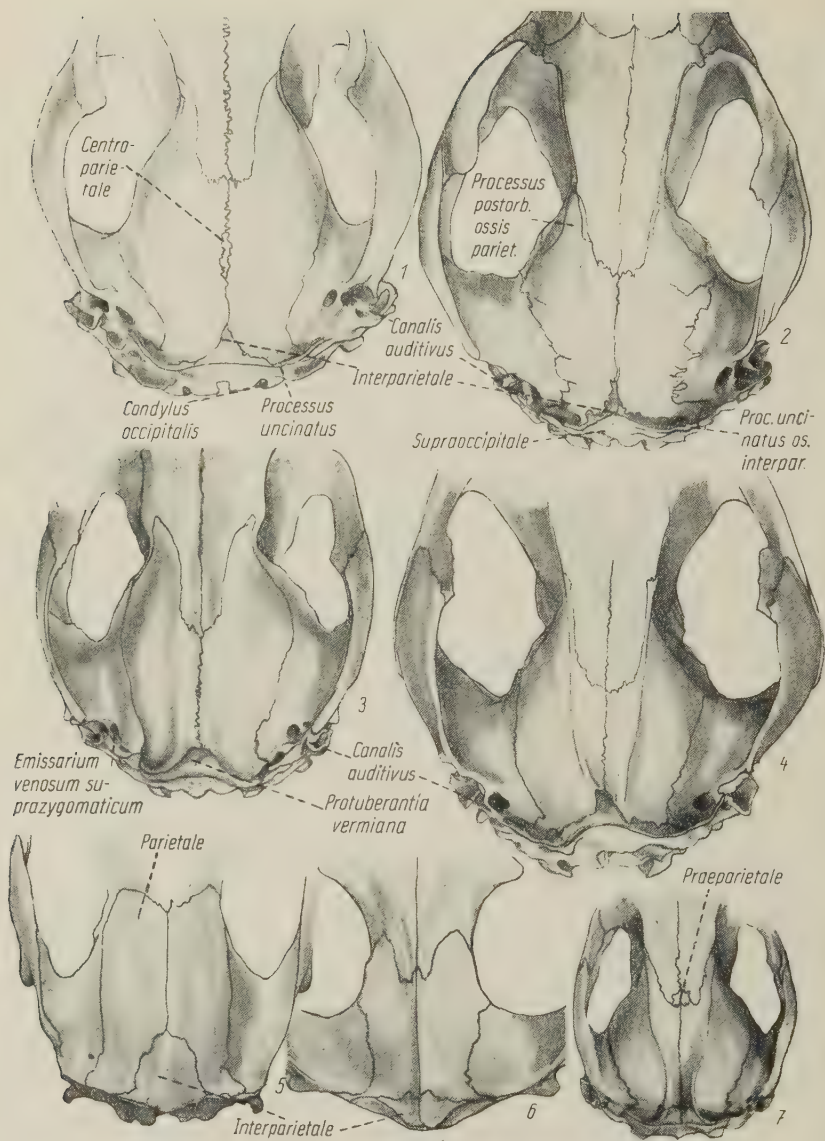 Centro-
parie-
tale
Processus
postorb.
ossis
pariet.
1
Canalis
auditivus
Interparietale
2
Condylus
occipitalis
Processus
uncinatus
Supraoccipitale
Proc. unci-
natus os.
interpar.
3
Emissarium
venosum su-
prazygomaticum
Canalis
auditivus
Protuberantia
vermiana
4
Parietale
Praeparietale
5
Interparietale
6
7